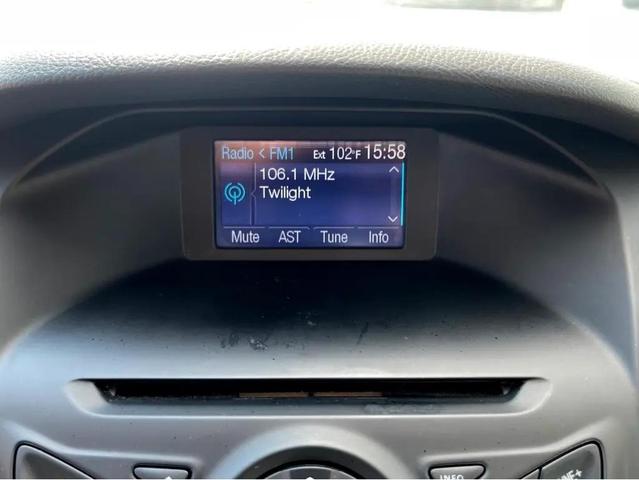 Radio < FM1 Ext 102°F 15:58
106.1 MHz
Twilight
Mute AST Tune Info
INFO